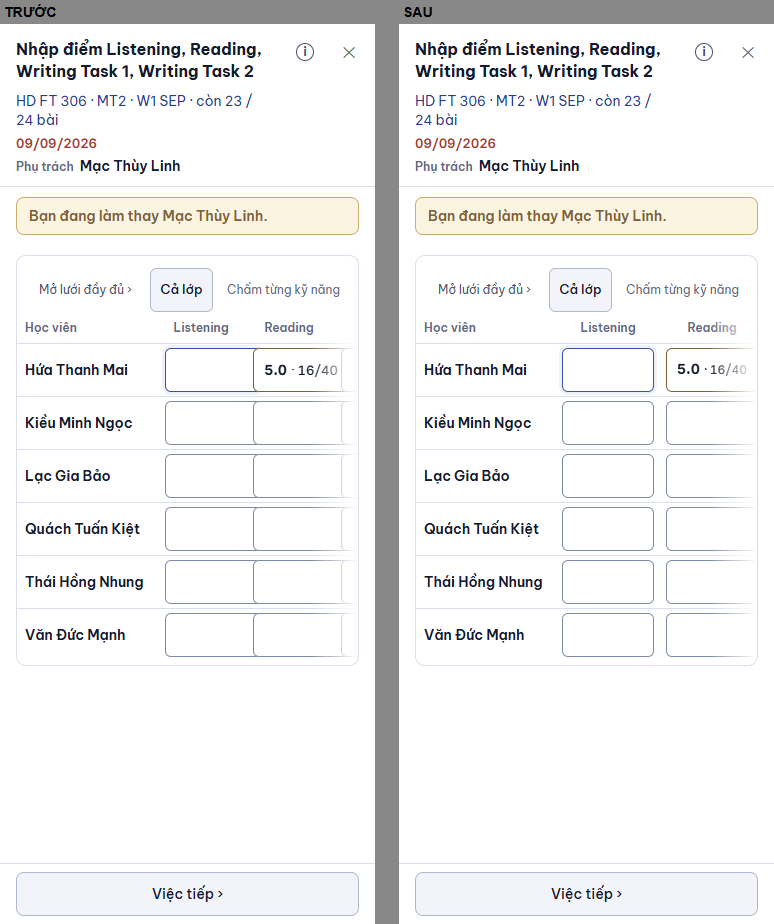 TRƯỚC
Nhập điểm Listening, Reading,
Writing Task 1, Writing Task 2
HD FT 306 · MT2 · W1 SEP · còn 23 /
24 bài
09/09/2026
Phụ trách Mạc Thùy Linh
Bạn đang làm thay Mạc Thùy Linh.
Mở lưới đầy đủ › Cả lớp Chấm từng kỹ năng
Học viên Listening Reading
Hứa Thanh Mai 5.0 · 16/40
Kiều Minh Ngọc
Lạc Gia Bảo
Quách Tuấn Kiệt
Thái Hồng Nhung
Văn Đức Mạnh
Việc tiếp ›
SAU
Nhập điểm Listening, Reading,
Writing Task 1, Writing Task 2
HD FT 306 · MT2 · W1 SEP · còn 23 /
24 bài
09/09/2026
Phụ trách Mạc Thùy Linh
Bạn đang làm thay Mạc Thùy Linh.
Mở lưới đầy đủ › Cả lớp Chấm từng kỹ năng
Học viên Listening Reading
Hứa Thanh Mai 5.0 · 16/40
Kiều Minh Ngọc
Lạc Gia Bảo
Quách Tuấn Kiệt
Thái Hồng Nhung
Văn Đức Mạnh
Việc tiếp ›